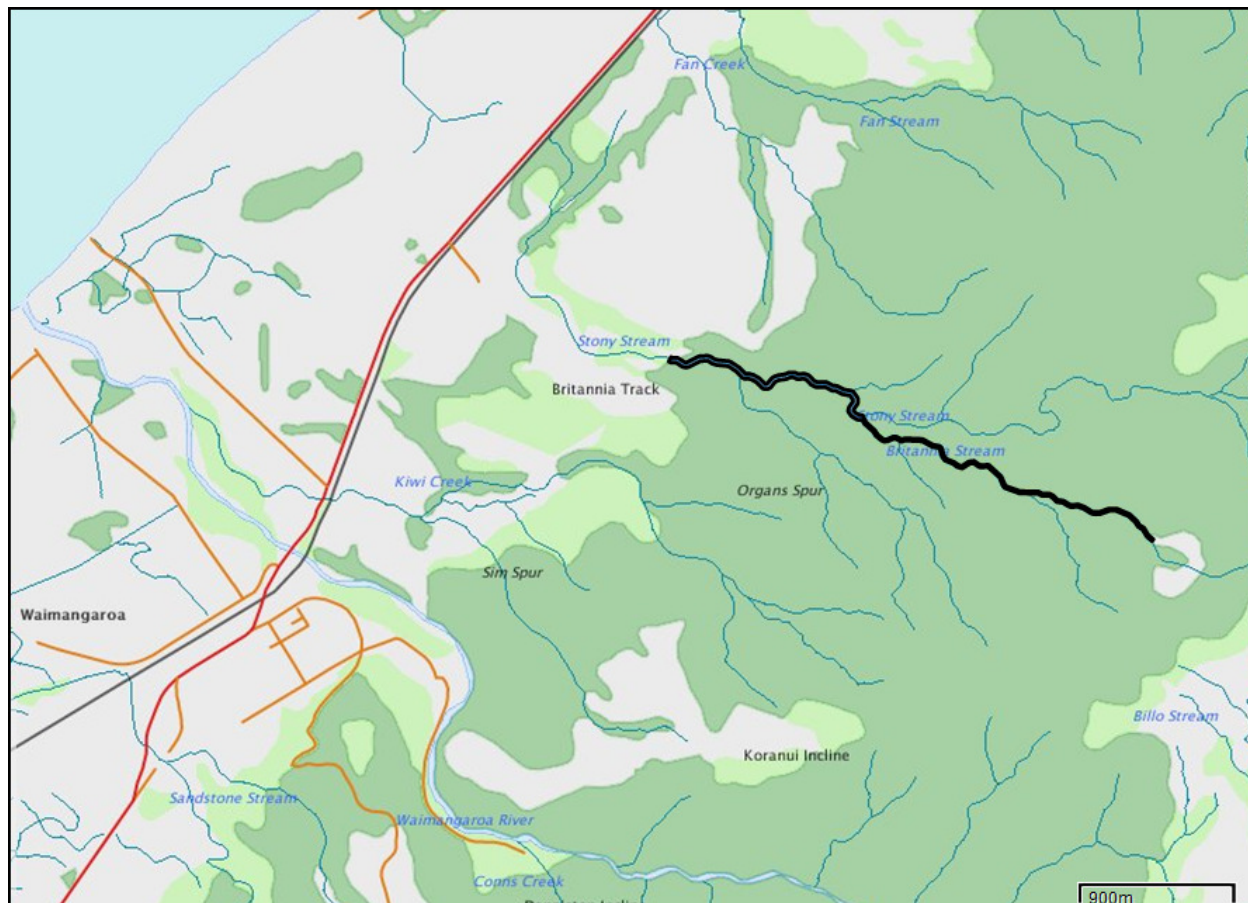 Fan Creek
Fan Stream
Stony Stream
Britannia Track
Stony Stream
Britannia Stream
Kiwi Creek
Organs Spur
Sim Spur
Waimangaroa
Billo Stream
Koranui Incline
Sandstone Stream
Waimangaroa River
Conns Creek
900m